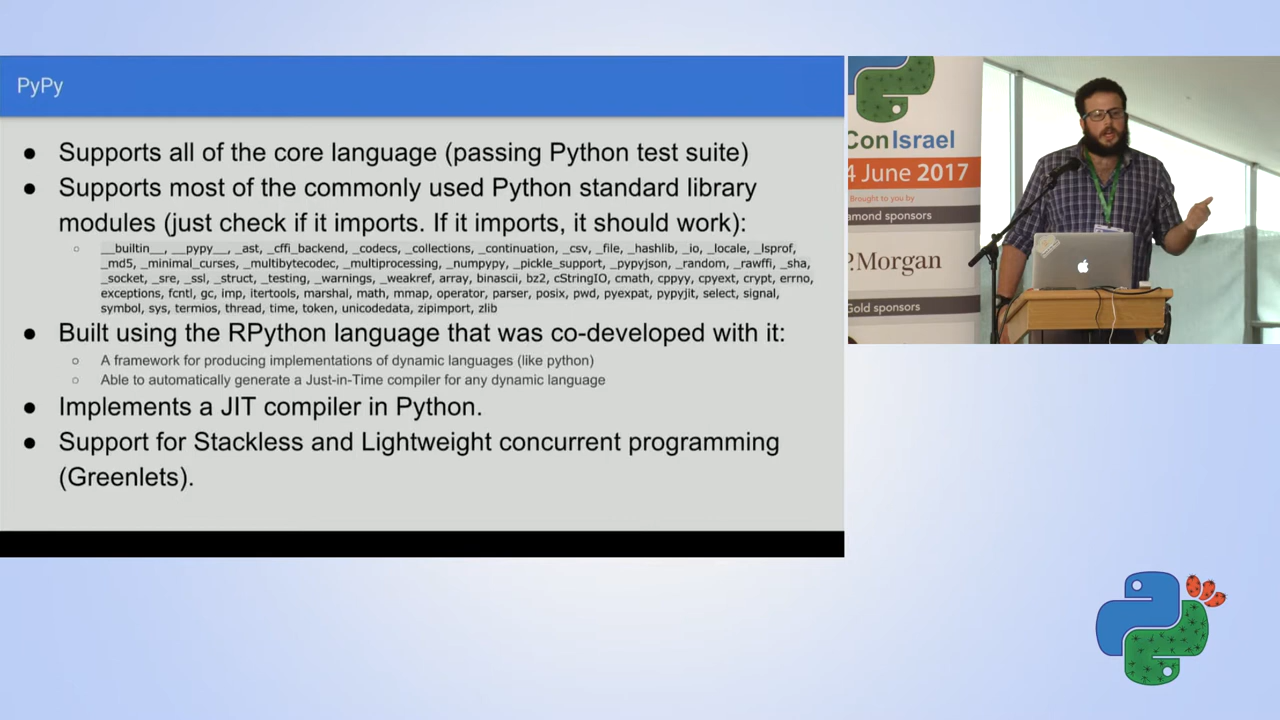 PyPy
● Supports all of the core language (passing Python test suite)
● Supports most of the commonly used Python standard library
modules (just check if it imports. If it imports, it should work):
○ __builtin__, __pypy__, _ast, _cffi_backend, _codecs, _collections, _continuation, _csv, _file, _hashlib, _io, _locale, _lsprof,
_md5, _minimal_curses, _multibytecodec, _multiprocessing, _numpypy, _pickle_support, _pypyjson, _random, _rawffi, _sha,
_socket, _sre, _ssl, _struct, _testing, _warnings, _weakref, array, binascii, bz2, cStringIO, cmath, cppyy, cpyext, crypt, errno,
exceptions, fcntl, gc, imp, itertools, marshal, math, mmap, operator, parser, posix, pwd, pyexpat, pypyjit, select, signal,
symbol, sys, termios, thread, time, token, unicodedata, zipimport, zlib
● Built using the RPython language that was co-developed with it:
○ A framework for producing implementations of dynamic languages (like python)
○ Able to automatically generate a Just-in-Time compiler for any dynamic language
● Implements a JIT compiler in Python.
● Support for Stackless and Lightweight concurrent programming
(Greenlets).
Con Israel
4 June 2017
Brought to you by
amond sponsors
P.Morgan
Gold sponsors